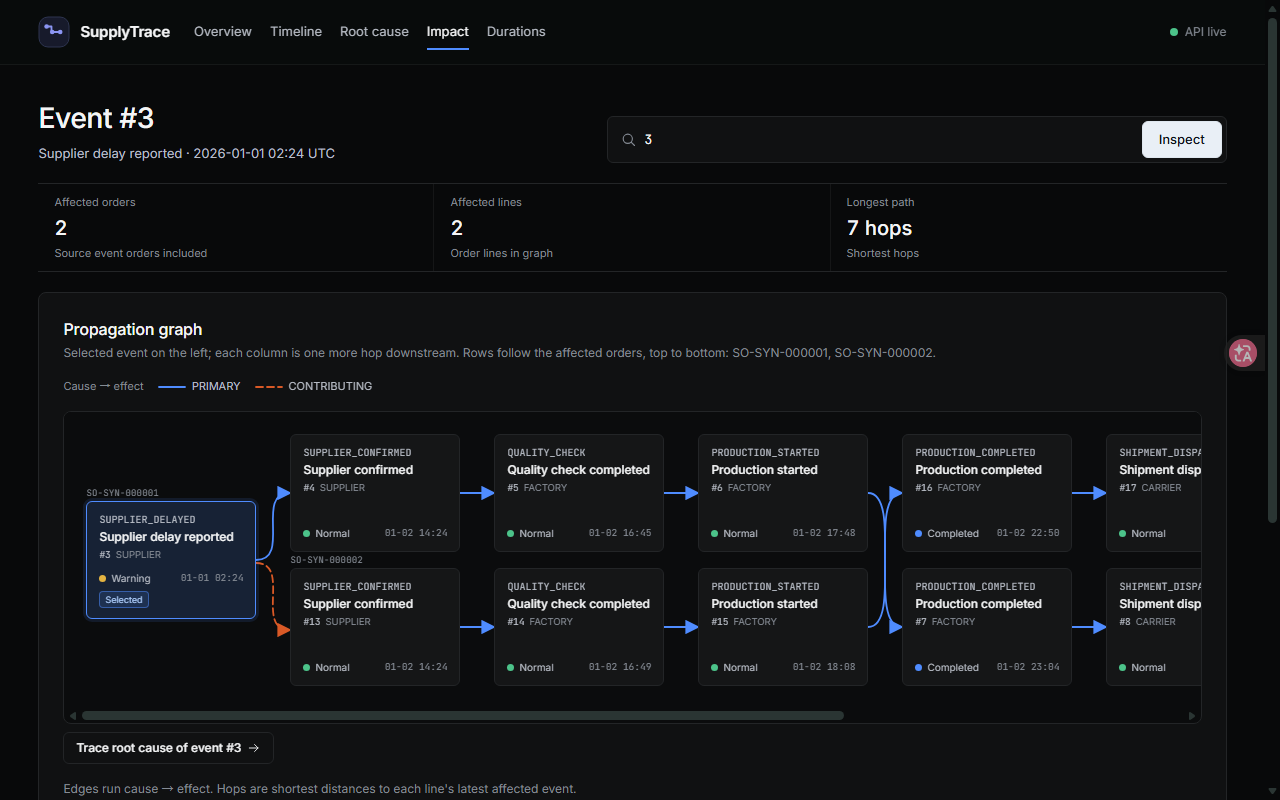 SupplyTrace Overview Timeline Root cause Impact Durations API live
Event #3
Supplier delay reported · 2026-01-01 02:24 UTC
3 Inspect
Affected orders
2
Source event orders included
Affected lines
2
Order lines in graph
Longest path
7 hops
Shortest hops
Propagation graph
Selected event on the left; each column is one more hop downstream. Rows follow the affected orders, top to bottom: SO-SYN-000001, SO-SYN-000002.
Cause → effect PRIMARY CONTRIBUTING
SO-SYN-000001
SUPPLIER_DELAYED
Supplier delay reported
#3 SUPPLIER
Warning 01-01 02:24
Selected
SUPPLIER_CONFIRMED
Supplier confirmed
#4 SUPPLIER
Normal 01-02 14:24
QUALITY_CHECK
Quality check completed
#5 FACTORY
Normal 01-02 16:45
PRODUCTION_STARTED
Production started
#6 FACTORY
Normal 01-02 17:48
PRODUCTION_COMPLETED
Production completed
#16 FACTORY
Completed 01-02 22:50
SHIPMENT_DISPA
Shipment disp
#17 CARRIER
Normal
SO-SYN-000002
SUPPLIER_CONFIRMED
Supplier confirmed
#13 SUPPLIER
Normal 01-02 14:24
QUALITY_CHECK
Quality check completed
#14 FACTORY
Normal 01-02 16:49
PRODUCTION_STARTED
Production started
#15 FACTORY
Normal 01-02 18:08
PRODUCTION_COMPLETED
Production completed
#7 FACTORY
Completed 01-02 23:04
SHIPMENT_DISPA
Shipment disp
#8 CARRIER
Normal
Trace root cause of event #3 →
Edges run cause → effect. Hops are shortest distances to each line's latest affected event.